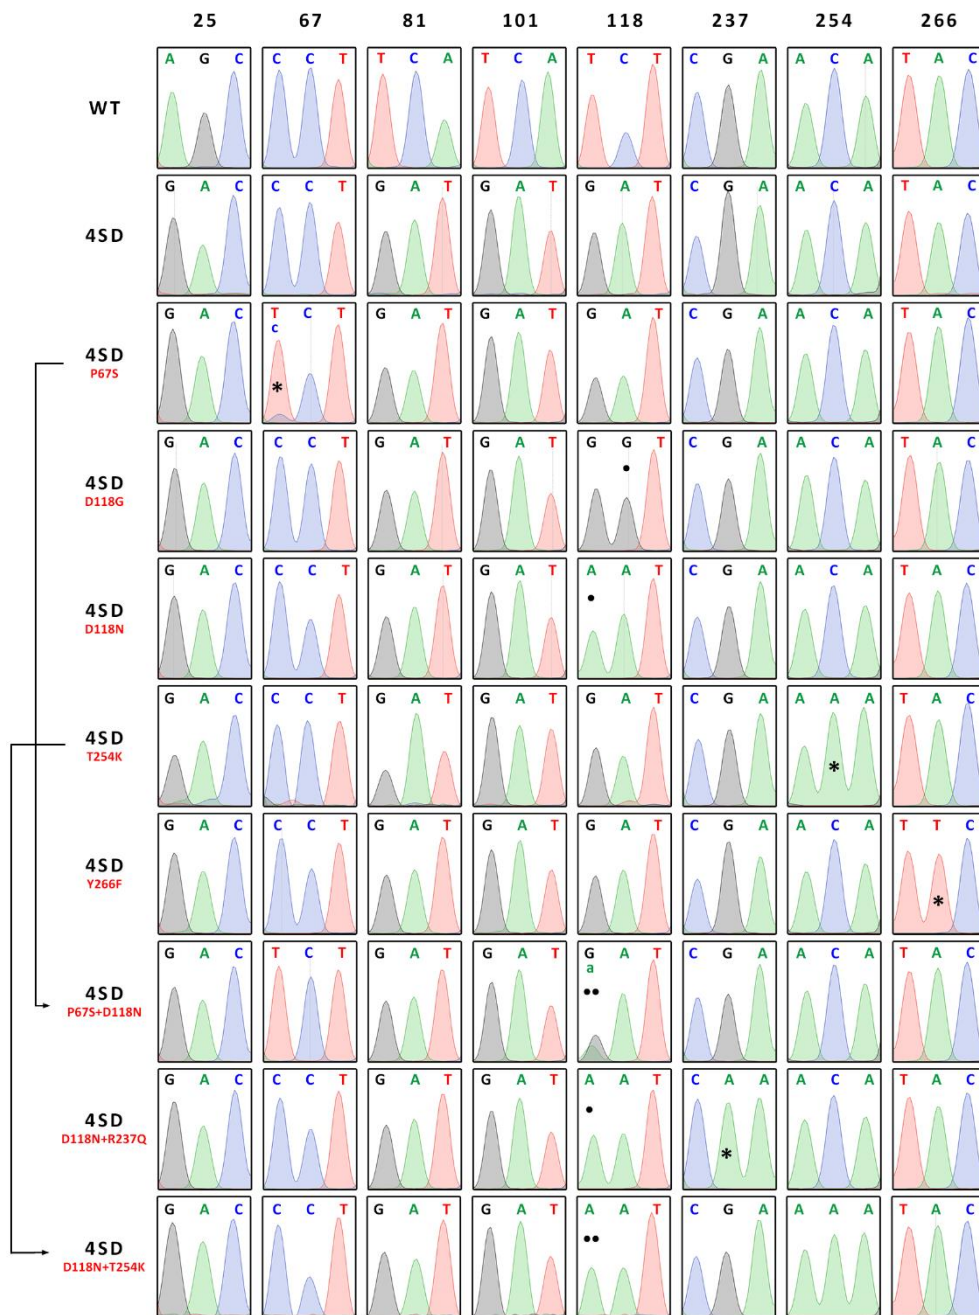 25 67 81 101 118 237 254 266
WT
A G C C C T T C A T C A T C T C G A A C A T A C
4SD
G A C C C T G A T G A T G A T C G A A C A T A C
4SD
P67S
G A C T C T G A T G A T G A T C G A A C A T A C
c
*
4SD
D118G
G A C C C T G A T G A T G G T C G A A C A T A C
•
4SD
D118N
G A C C C T G A T G A T A A T C G A A C A T A C
•
4SD
T254K
G A C C C T G A T G A T G A T C G A A A A T A C
*
4SD
Y266F
G A C C C T G A T G A T G A T C G A A C A T T C
*
4SD
P67S+D118N
G A C T C T G A T G A T G A T C G A A C A T A C
a
••
4SD
D118N+R237Q
G A C C C T G A T G A T A A T C A A A C A T A C
•
*
4SD
D118N+T254K
G A C C C T G A T G A T A A T C G A A A A T A C
••